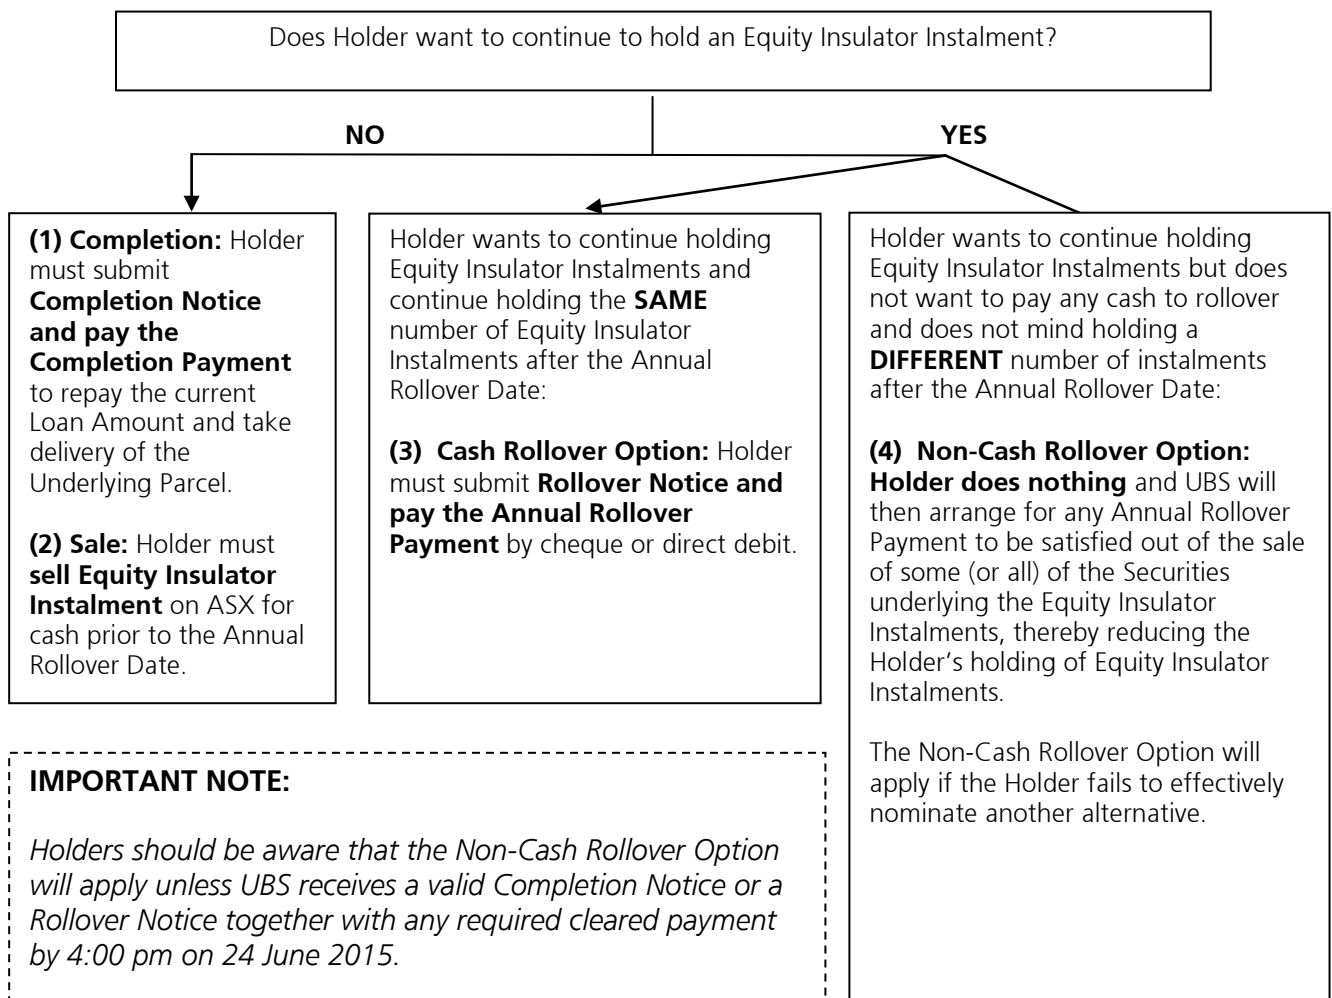 Does Holder want to continue to hold an Equity Insulator Instalment?
NO
YES
(1) Completion: Holder
must submit
Completion Notice
and pay the
Completion Payment
to repay the current
Loan Amount and take
delivery of the
Underlying Parcel.
(2) Sale: Holder must
sell Equity Insulator
Instalment on ASX for
cash prior to the Annual
Rollover Date.
Holder wants to continue holding
Equity Insulator Instalments and
continue holding the SAME
number of Equity Insulator
Instalments after the Annual
Rollover Date:
(3) Cash Rollover Option: Holder
must submit Rollover Notice and
pay the Annual Rollover
Payment by cheque or direct debit.
Holder wants to continue holding
Equity Insulator Instalments but does
not want to pay any cash to rollover
and does not mind holding a
DIFFERENT number of instalments
after the Annual Rollover Date:
(4) Non-Cash Rollover Option:
Holder does nothing and UBS will
then arrange for any Annual Rollover
Payment to be satisfied out of the sale
of some (or all) of the Securities
underlying the Equity Insulator
Instalments, thereby reducing the
Holder's holding of Equity Insulator
Instalments.
The Non-Cash Rollover Option will
apply if the Holder fails to effectively
nominate another alternative.
IMPORTANT NOTE:
Holders should be aware that the Non-Cash Rollover Option
will apply unless UBS receives a valid Completion Notice or a
Rollover Notice together with any required cleared payment
by 4:00 pm on 24 June 2015.